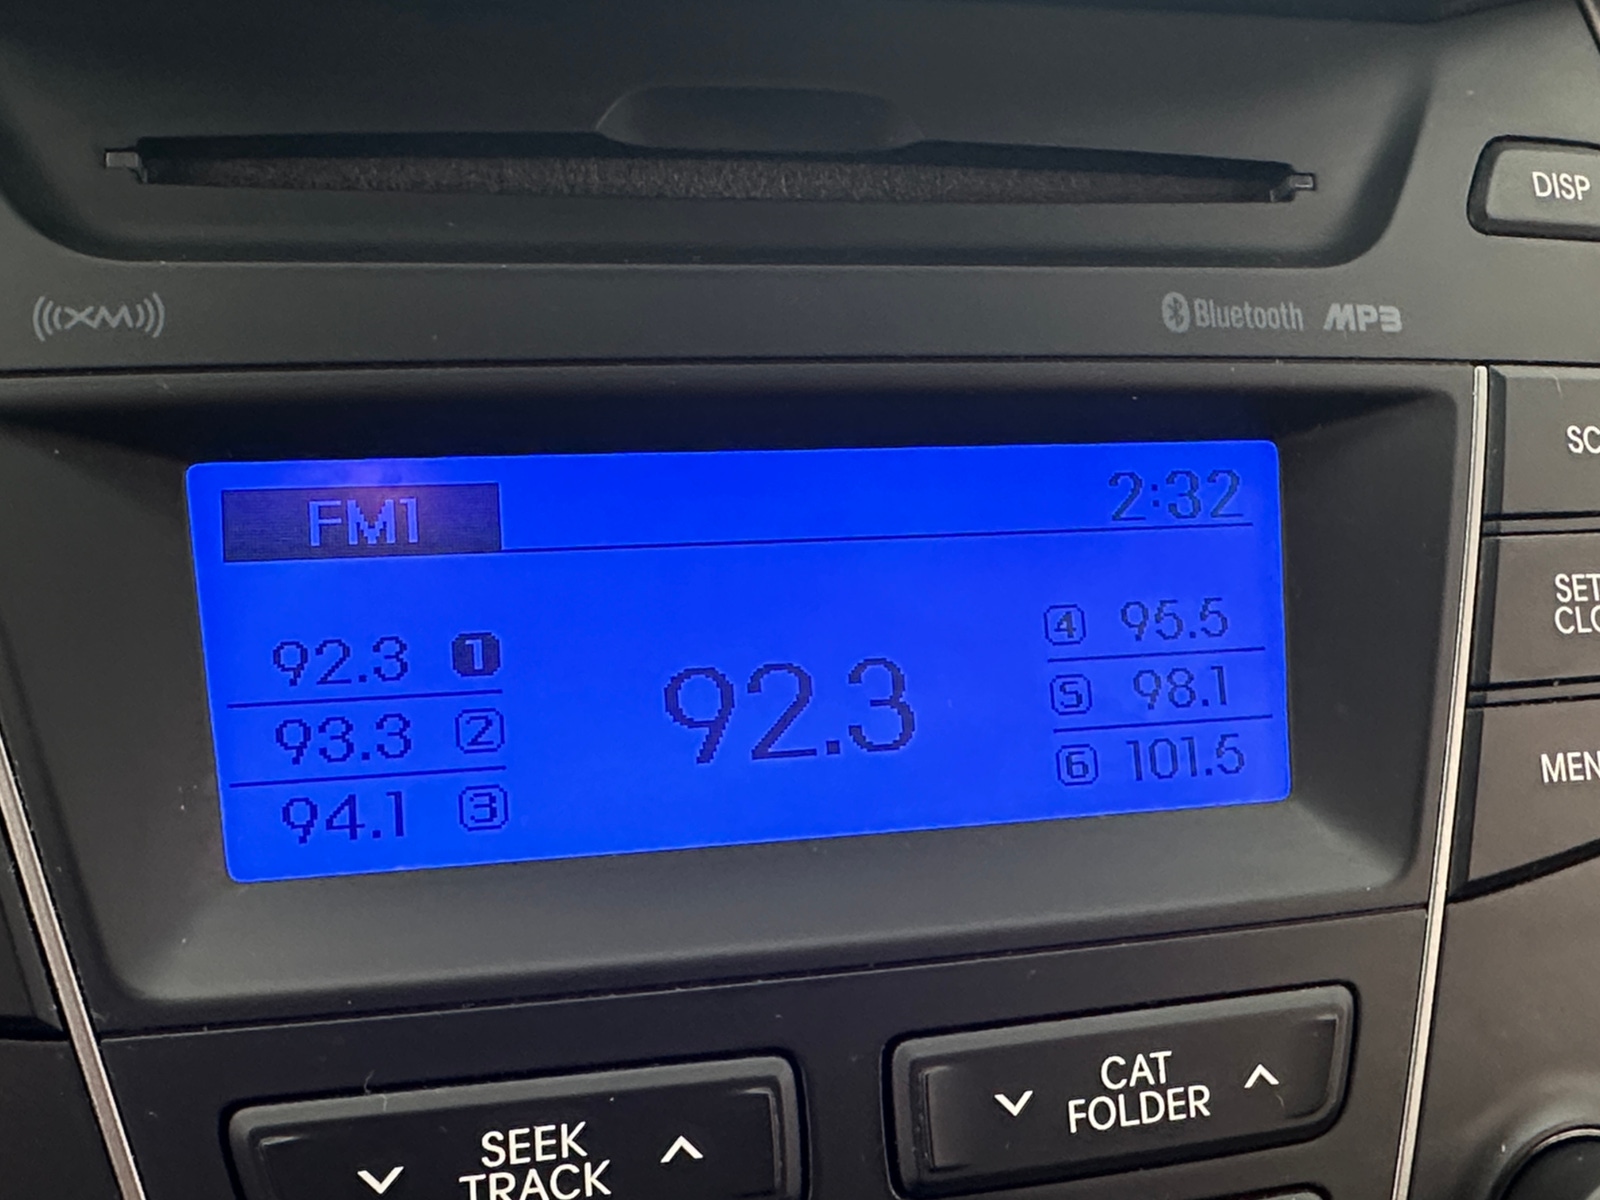 DISP
XM
Bluetooth MP3
FM1
2:32
92.3 1
93.3 2
94.1 3
92.3
4 95.5
5 98.1
6 101.5
SEEK
TRACK
CAT
FOLDER